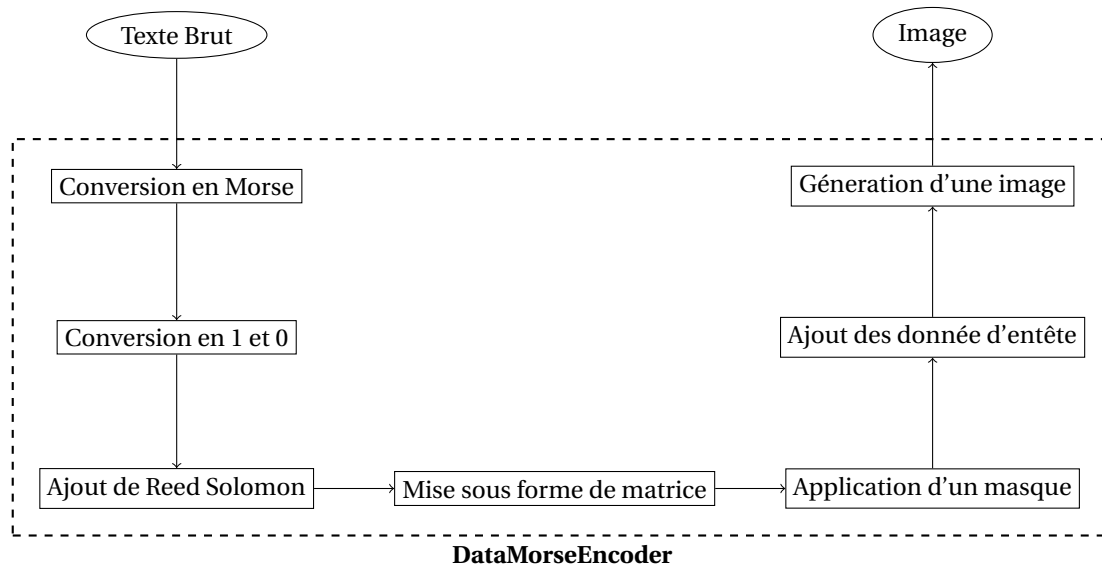 Texte Brut
Conversion en Morse
Conversion en 1 et 0
Ajout de Reed Solomon
Mise sous forme de matrice
Application d'un masque
Ajout des donnée d'entête
Géneration d'une image
Image
DataMorseEncoder